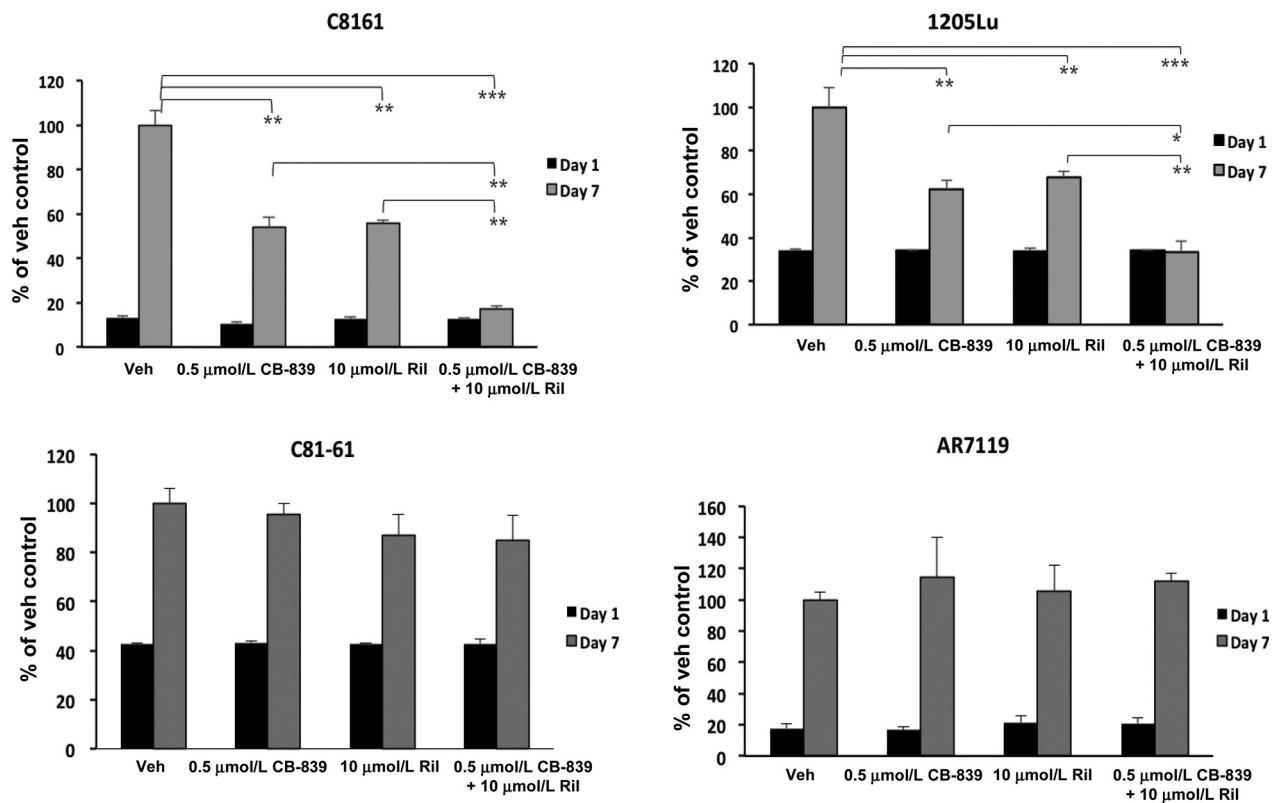 C8161
% of veh control
120
100
80
60
40
20
0
***
**
**
**
**
Day 1
Day 7
Veh
0.5 μmol/L CB-839
10 μmol/L Ril
0.5 μmol/L CB-839
+ 10 μmol/L Ril
1205Lu
% of veh control
120
100
80
60
40
20
0
**
**
***
*
**
Day 1
Day 7
Veh
0.5 μmol/L CB-839
10 μmol/L Ril
0.5 μmol/L CB-839
+ 10 μmol/L Ril
C81-61
% of veh control
120
100
80
60
40
20
0
Day 1
Day 7
Veh
0.5 μmol/L CB-839
10 μmol/L Ril
0.5 μmol/L CB-839
+ 10 μmol/L Ril
AR7119
% of veh control
160
140
120
100
80
60
40
20
0
Day 1
Day 7
Veh
0.5 μmol/L CB-839
10 μmol/L Ril
0.5 μmol/L CB-839
+ 10 μmol/L Ril